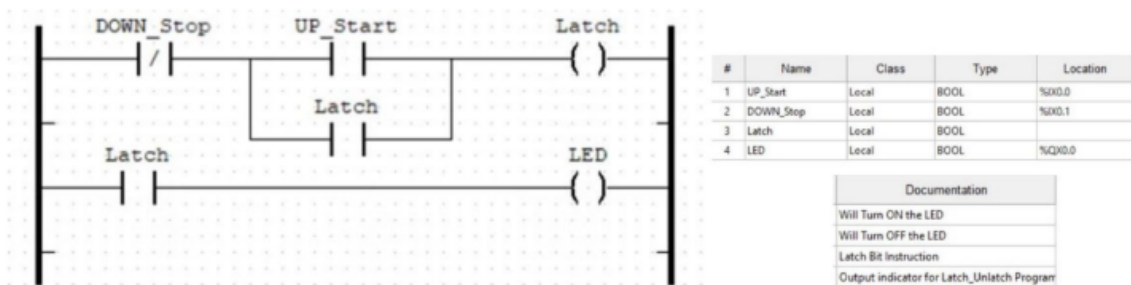 DOWN_Stop UP_Start Latch
Latch
Latch LED
# Name Class Type Location
1 UP_Start Local BOOL %IX0.0
2 DOWN_Stop Local BOOL %IX0.1
3 Latch Local BOOL
4 LED Local BOOL %QX0.0
Documentation
Will Turn ON the LED
Will Turn OFF the LED
Latch Bit Instruction
Output indicator for Latch_Unlatch Program